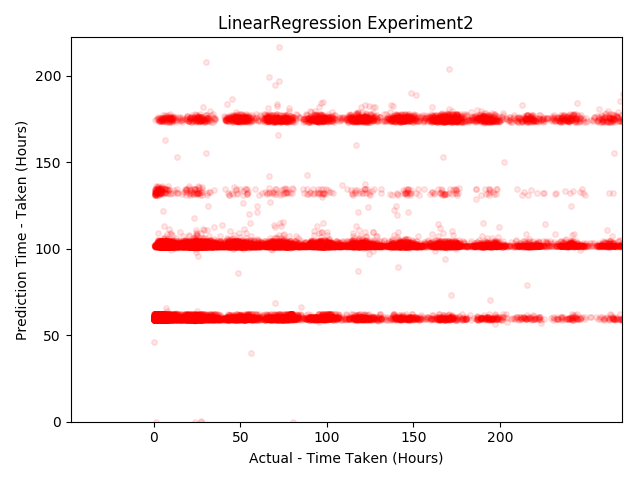 LinearRegression Experiment2
Prediction Time - Taken (Hours)
200
150
100
50
0
0 50 100 150 200
Actual - Time Taken (Hours)